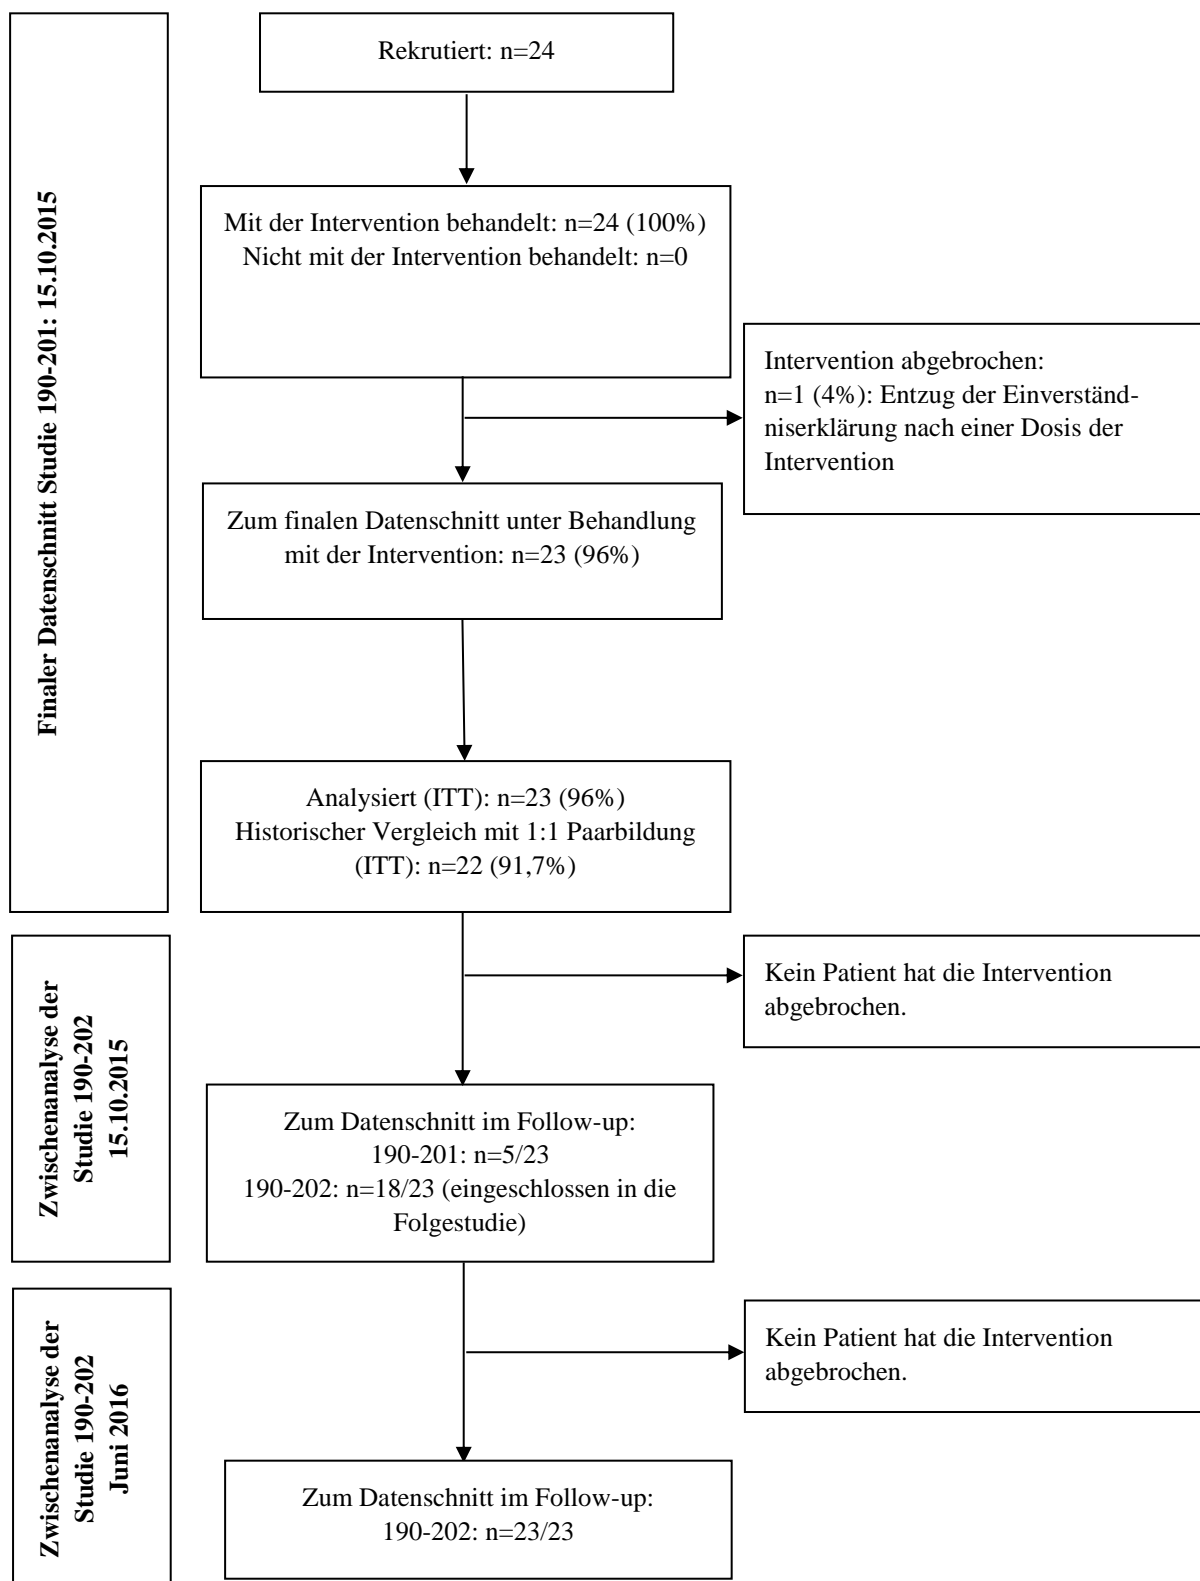 Finaler Datenschnitt Studie 190-201: 15.10.2015
Rekrutiert: n=24
Mit der Intervention behandelt: n=24 (100%)
Nicht mit der Intervention behandelt: n=0
Intervention abgebrochen:
n=1 (4%): Entzug der Einverständ-
niserklärung nach einer Dosis der
Intervention
Zum finalen Datenschnitt unter Behandlung
mit der Intervention: n=23 (96%)
Analysiert (ITT): n=23 (96%)
Historischer Vergleich mit 1:1 Paarbildung
(ITT): n=22 (91,7%)
Zwischenanalyse der
Studie 190-202
15.10.2015
Kein Patient hat die Intervention
abgebrochen.
Zum Datenschnitt im Follow-up:
190-201: n=5/23
190-202: n=18/23 (eingeschlossen in die
Folgestudie)
Zwischenanalyse der
Studie 190-202
Juni 2016
Kein Patient hat die Intervention
abgebrochen.
Zum Datenschnitt im Follow-up:
190-202: n=23/23